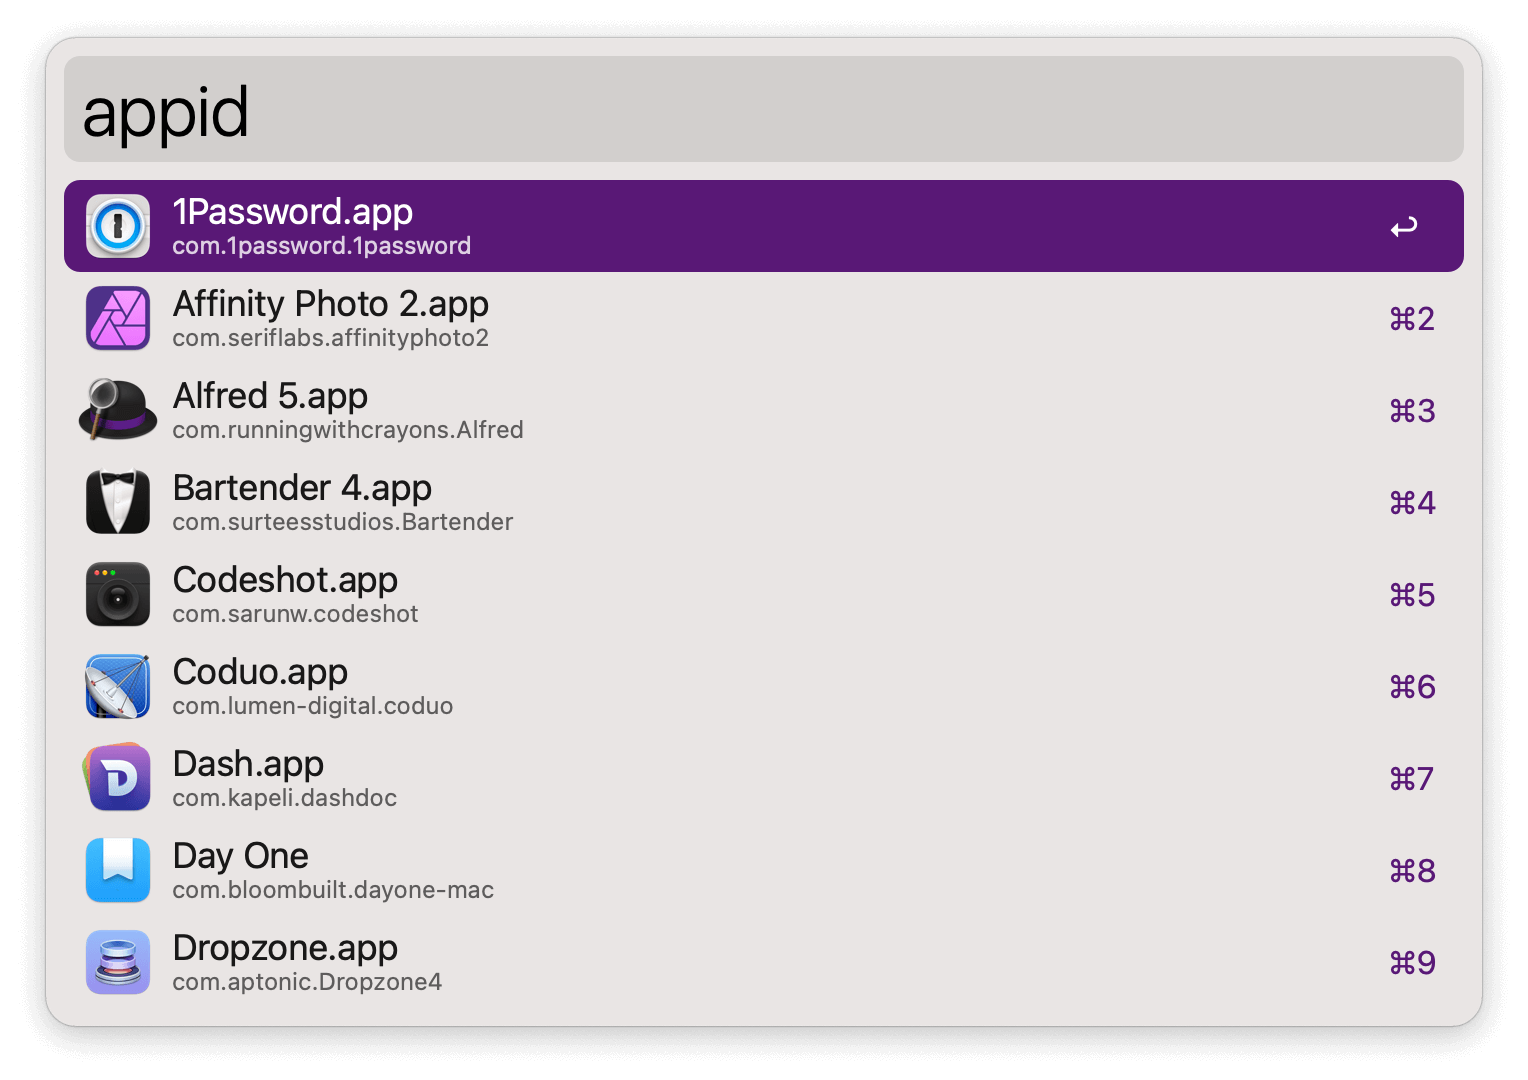 appid
1Password.app
com.1password.1password
↩
Affinity Photo 2.app
com.seriflabs.affinityphoto2
⌘2
Alfred 5.app
com.runningwithcrayons.Alfred
⌘3
Bartender 4.app
com.surteesstudios.Bartender
⌘4
Codeshot.app
com.sarunw.codeshot
⌘5
Coduo.app
com.lumen-digital.coduo
⌘6
Dash.app
com.kapeli.dashdoc
⌘7
Day One
com.bloombuilt.dayone-mac
⌘8
Dropzone.app
com.aptonic.Dropzone4
⌘9